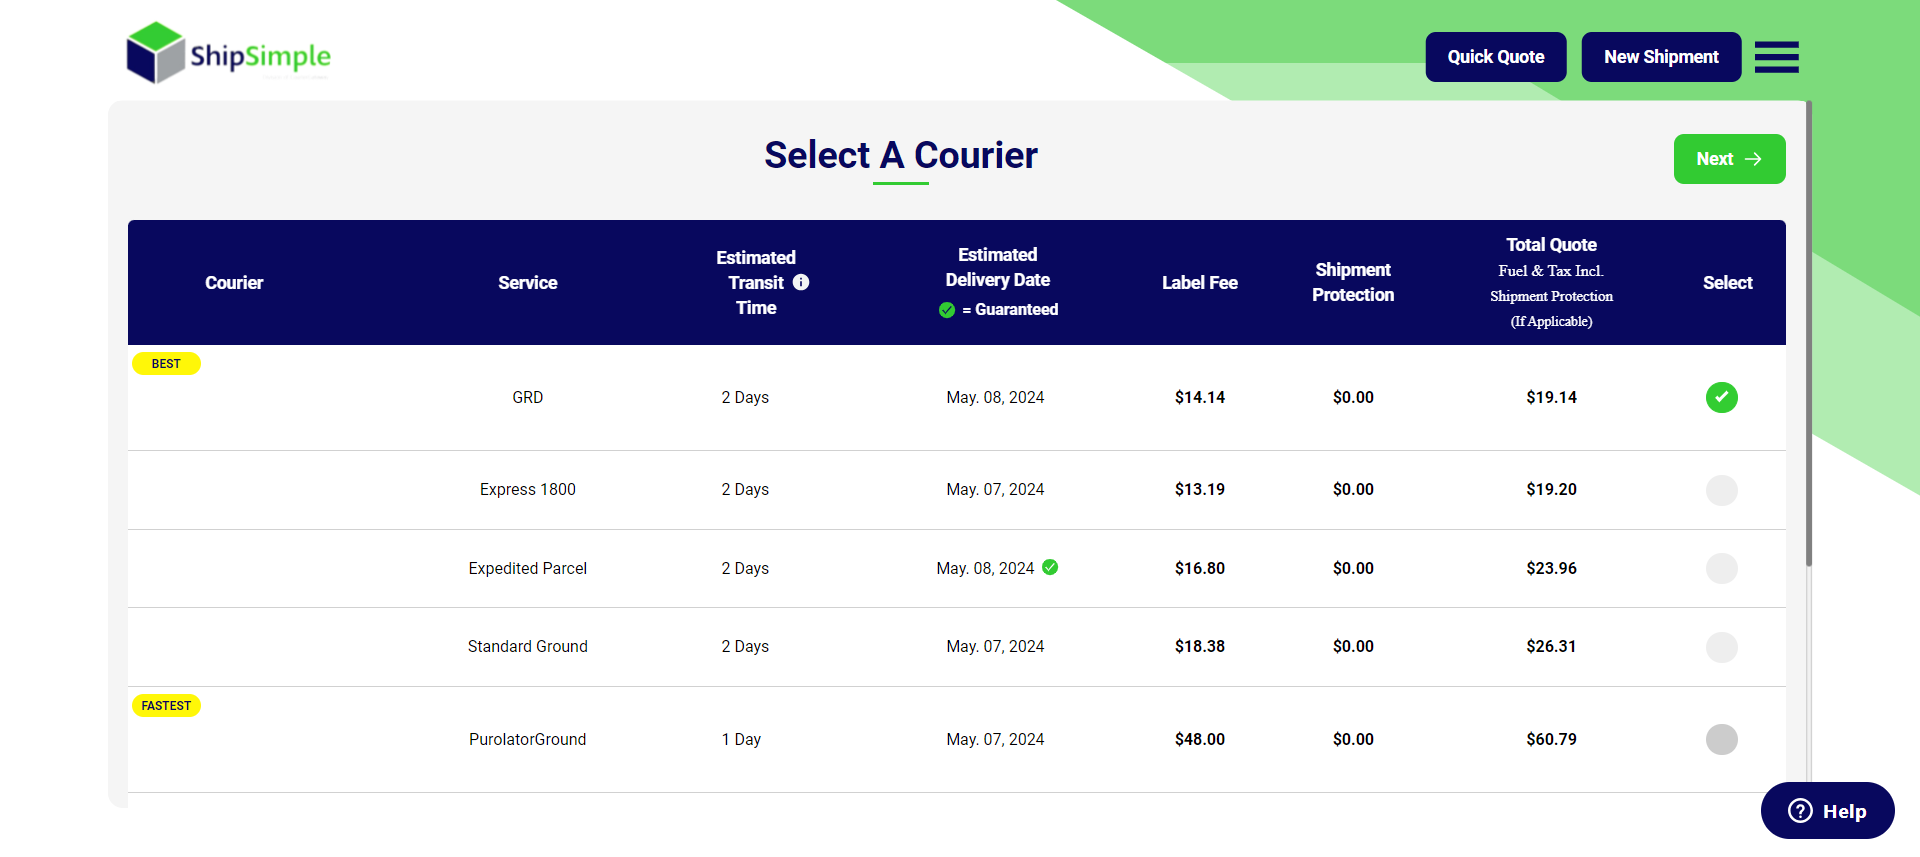 ShipSimple
Quick Quote
New Shipment
Select A Courier
Next
Courier
Service
Estimated
Transit
Time
Estimated
Delivery Date
= Guaranteed
Label Fee
Shipment
Protection
Total Quote
Fuel & Tax Incl.
Shipment Protection
(If Applicable)
Select
BEST
GRD 2 Days May. 08, 2024 $14.14 $0.00 $19.14
Express 1800 2 Days May. 07, 2024 $13.19 $0.00 $19.20
Expedited Parcel 2 Days May. 08, 2024 $16.80 $0.00 $23.96
Standard Ground 2 Days May. 07, 2024 $18.38 $0.00 $26.31
FASTEST
PurolatorGround 1 Day May. 07, 2024 $48.00 $0.00 $60.79
Help